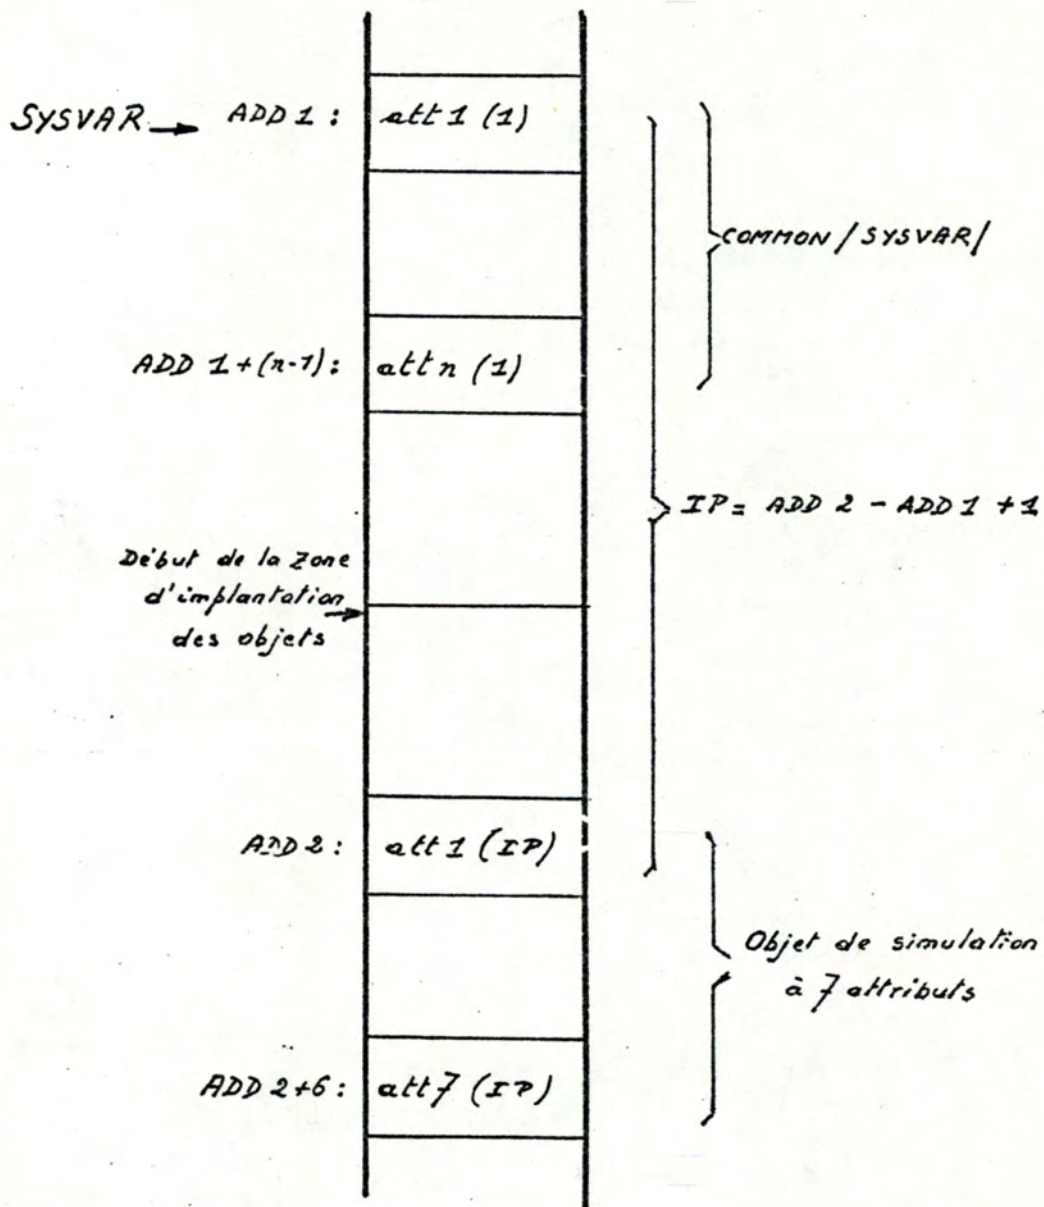 SYSVAR → ADD 1 : att 1 (1)
COMMON / SYSVAR /
ADD 1 + (n-1) : att n (1)
IP = ADD 2 - ADD 1 + 1
Début de la zone
d'implantation
des objets
ADD 2 : att 1 (IP)
Objet de simulation
à 7 attributs
ADD 2+6 : att 7 (IP)